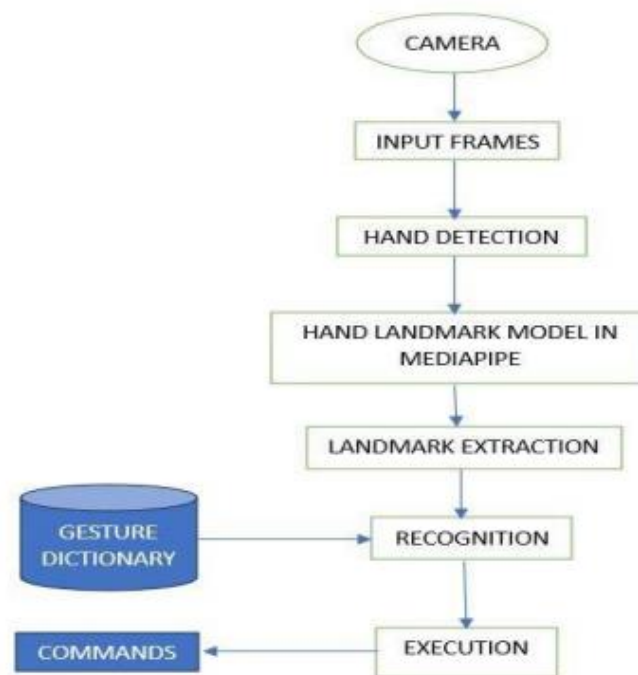 CAMERA
INPUT FRAMES
HAND DETECTION
HAND LANDMARK MODEL IN
MEDIAPIPE
LANDMARK EXTRACTION
GESTURE
DICTIONARY
RECOGNITION
COMMANDS
EXECUTION